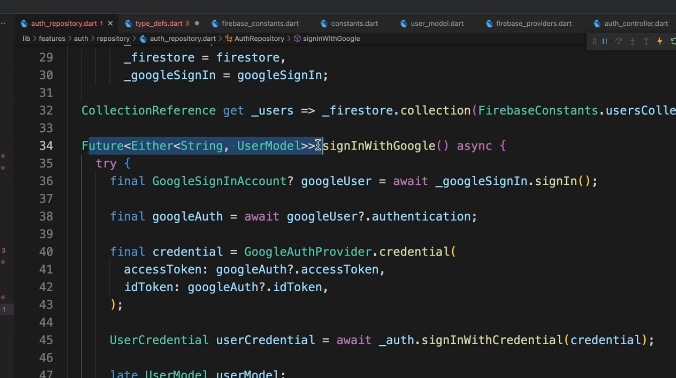 auth_repository.dart 1 type_defs.dart 3 firebase_constants.dart constants.dart user_model.dart firebase_providers.dart auth_controller.dart
lib > features > auth > repository > auth_repository.dart > AuthRepository > signInWithGoogle
29 _firestore = firestore,
30 _googleSignIn = googleSignIn;
31
32 CollectionReference get _users => _firestore.collection(FirebaseConstants.usersColle
33
34 Future<Either<String, UserModel>> signInWithGoogle() async {
35 try {
36 final GoogleSignInAccount? googleUser = await _googleSignIn.signIn();
37
38 final googleAuth = await googleUser?.authentication;
39
40 final credential = GoogleAuthProvider.credential(
41 accessToken: googleAuth?.accessToken,
42 idToken: googleAuth?.idToken,
43 );
44
45 UserCredential userCredential = await _auth.signInWithCredential(credential);
46
47 late UserModel userModel;